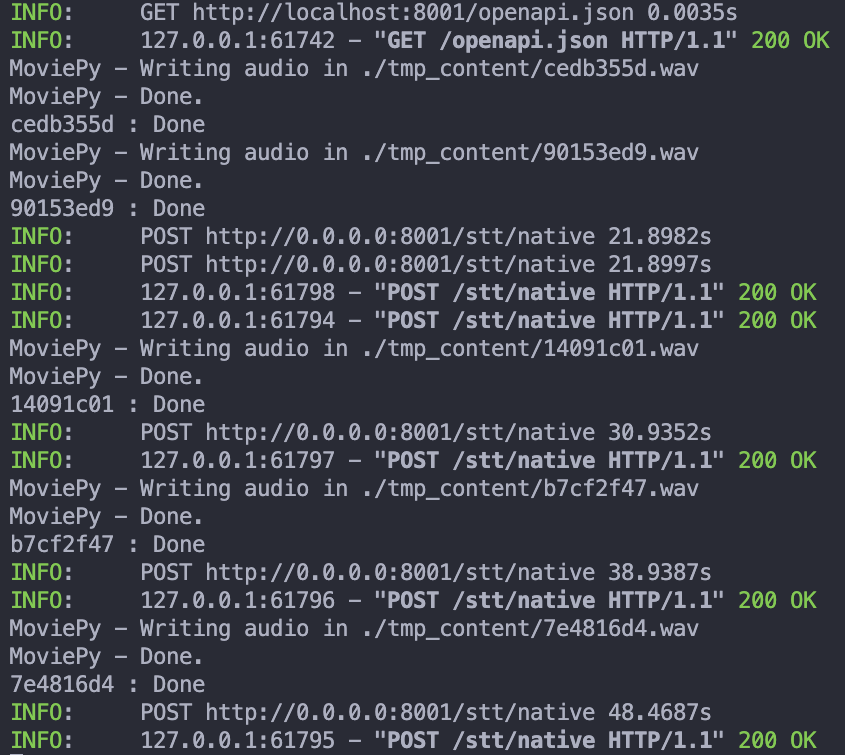 INFO:     GET http://localhost:8001/openapi.json 0.0035s
INFO:     127.0.0.1:61742 - "GET /openapi.json HTTP/1.1" 200 OK
MoviePy - Writing audio in ./tmp_content/cedb355d.wav
MoviePy - Done.
cedb355d : Done
MoviePy - Writing audio in ./tmp_content/90153ed9.wav
MoviePy - Done.
90153ed9 : Done
INFO:     POST http://0.0.0.0:8001/stt/native 21.8982s
INFO:     POST http://0.0.0.0:8001/stt/native 21.8997s
INFO:     127.0.0.1:61798 - "POST /stt/native HTTP/1.1" 200 OK
INFO:     127.0.0.1:61794 - "POST /stt/native HTTP/1.1" 200 OK
MoviePy - Writing audio in ./tmp_content/14091c01.wav
MoviePy - Done.
14091c01 : Done
INFO:     POST http://0.0.0.0:8001/stt/native 30.9352s
INFO:     127.0.0.1:61797 - "POST /stt/native HTTP/1.1" 200 OK
MoviePy - Writing audio in ./tmp_content/b7cf2f47.wav
MoviePy - Done.
b7cf2f47 : Done
INFO:     POST http://0.0.0.0:8001/stt/native 38.9387s
INFO:     127.0.0.1:61796 - "POST /stt/native HTTP/1.1" 200 OK
MoviePy - Writing audio in ./tmp_content/7e4816d4.wav
MoviePy - Done.
7e4816d4 : Done
INFO:     POST http://0.0.0.0:8001/stt/native 48.4687s
INFO:     127.0.0.1:61795 - "POST /stt/native HTTP/1.1" 200 OK